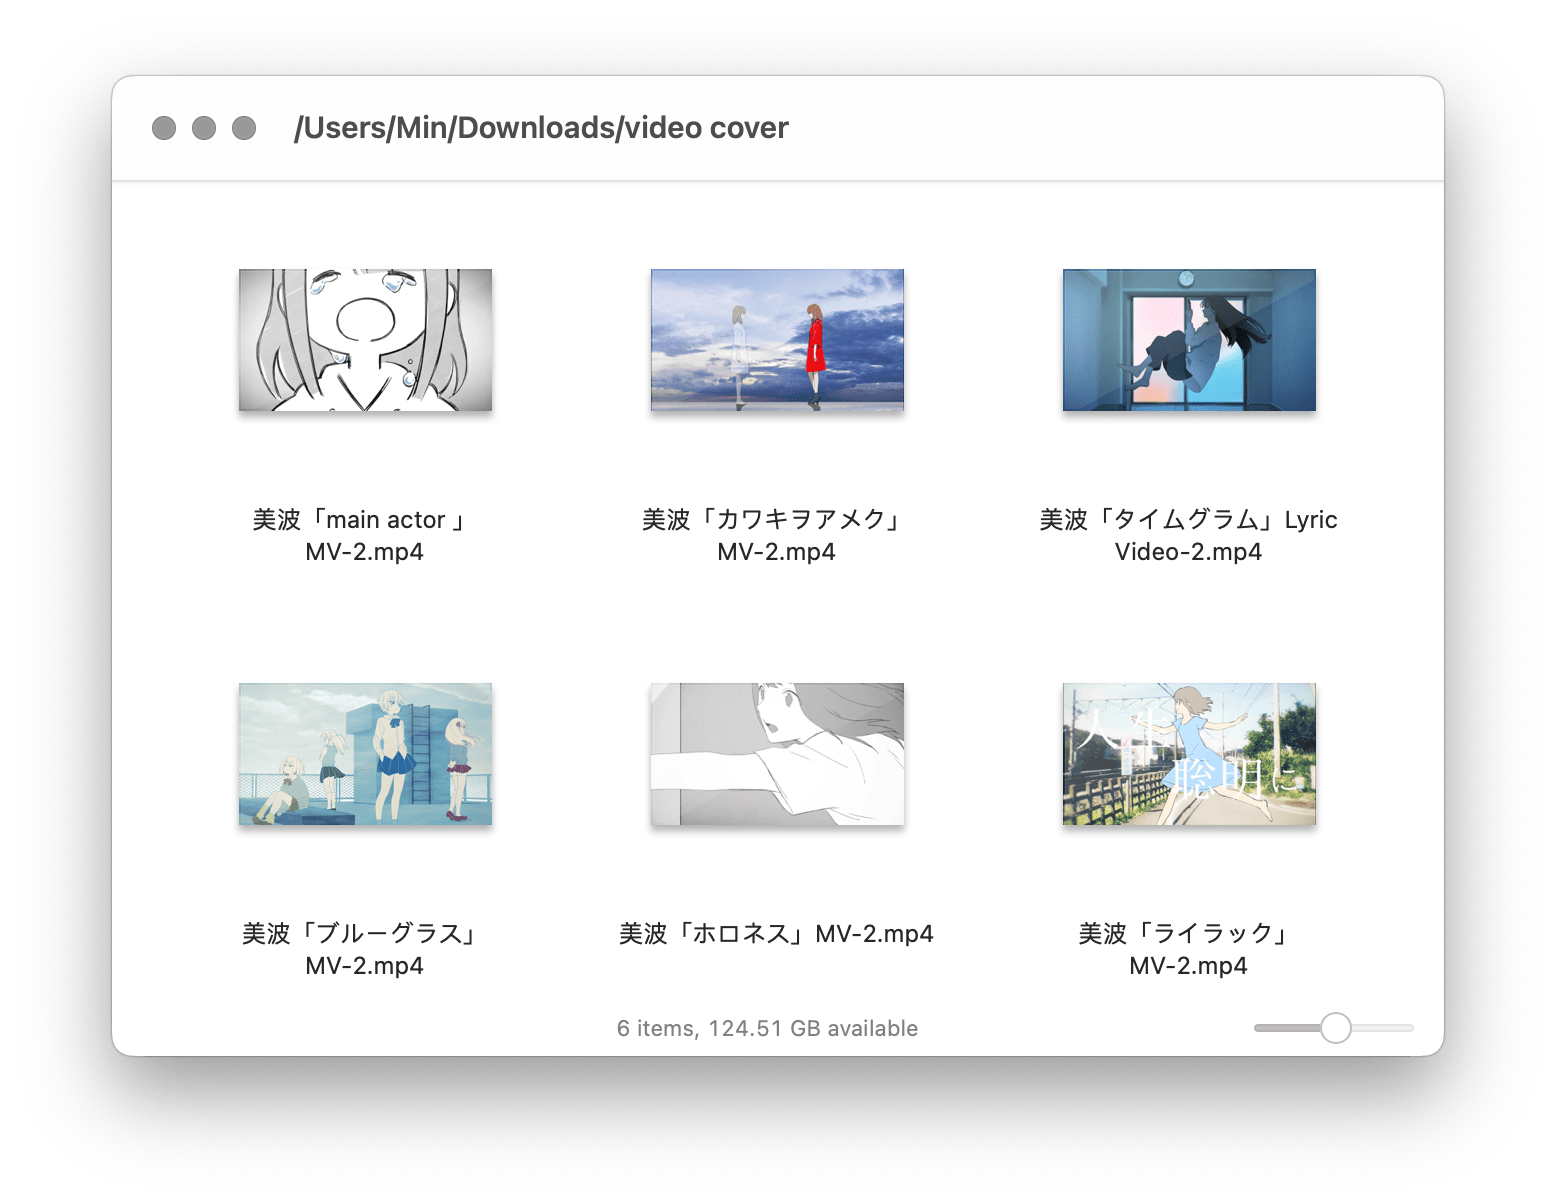 /Users/Min/Downloads/video cover
美波「main actor 」
MV-2.mp4
美波「カワキヲアメク」
MV-2.mp4
美波「タイムグラム」Lyric
Video-2.mp4
人生
聡明に
美波「ブルーグラス」
MV-2.mp4
美波「ホロネス」MV-2.mp4
美波「ライラック」
MV-2.mp4
6 items, 124.51 GB available